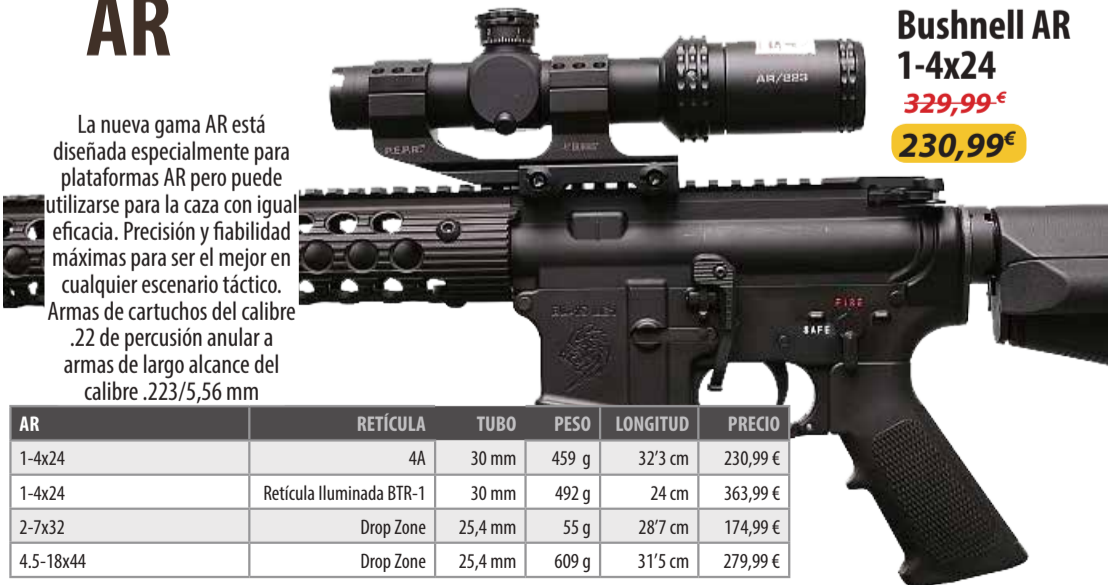 AR
La nueva gama AR está
diseñada especialmente para
plataformas AR pero puede
utilizarse para la caza con igual
eficacia. Precisión y fiabilidad
máximas para ser el mejor en
cualquier escenario táctico.
Armas de cartuchos del calibre
.22 de percusión anular a
armas de largo alcance del
calibre .223/5,56 mm
Bushnell AR
1-4x24
329,99 €
230,99€
AR/223
P.E.P.R.
FIRE
SAFE
AR RETÍCULA TUBO PESO LONGITUD PRECIO
1-4x24 4A 30 mm 459 g 32'3 cm 230,99 €
1-4x24 Retícula Iluminada BTR-1 30 mm 492 g 24 cm 363,99 €
2-7x32 Drop Zone 25,4 mm 55 g 28'7 cm 174,99 €
4.5-18x44 Drop Zone 25,4 mm 609 g 31'5 cm 279,99 €